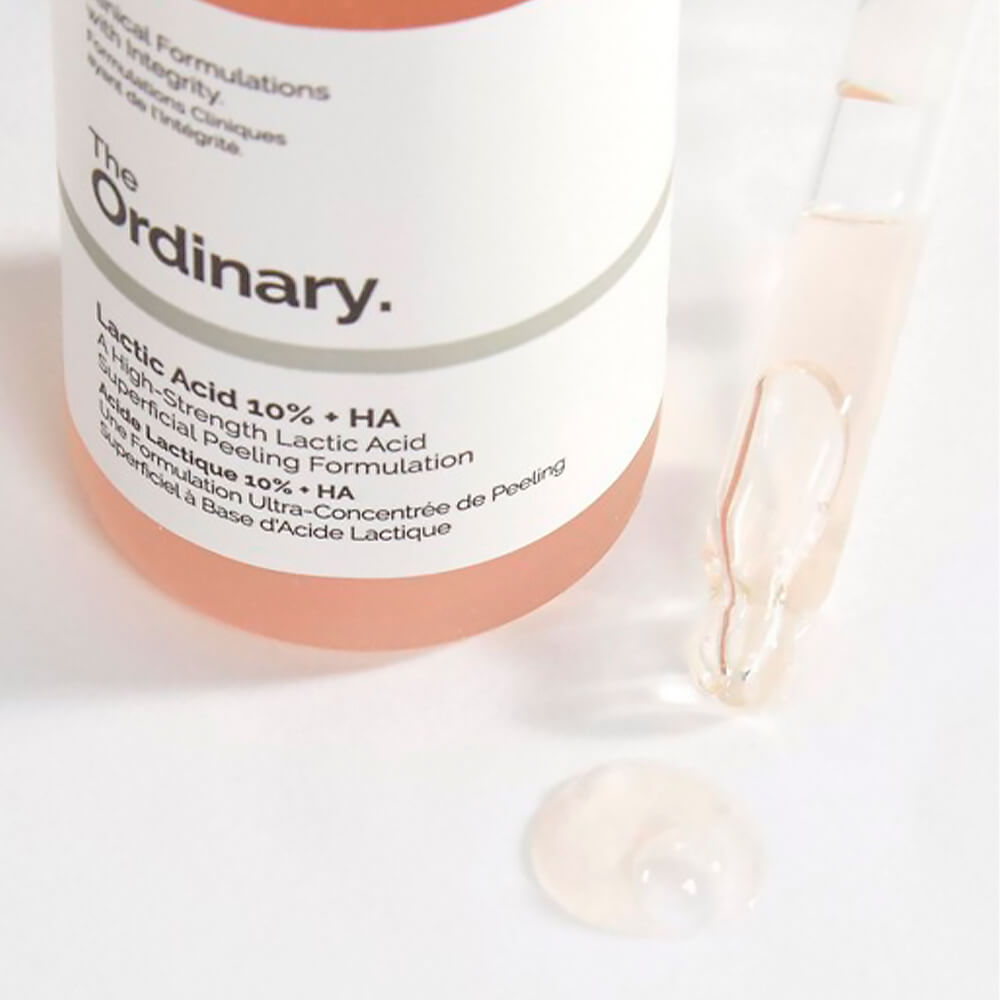 Formulations
with Integrity.
Formulations Cliniques
ayant de l'Intégrité.
The
Ordinary.
Lactic Acid 10% + HA
A High-Strength Lactic Acid
Superficial Peeling Formulation
Acide Lactique 10% + HA
Une Formulation Ultra-Concentrée de Peeling
Superficiel à Base d'Acide Lactique